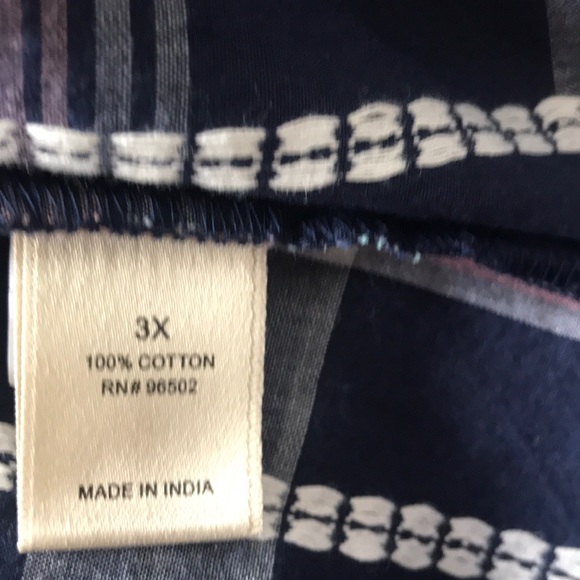 3X
100% COTTON
RN# 96502
MADE IN INDIA